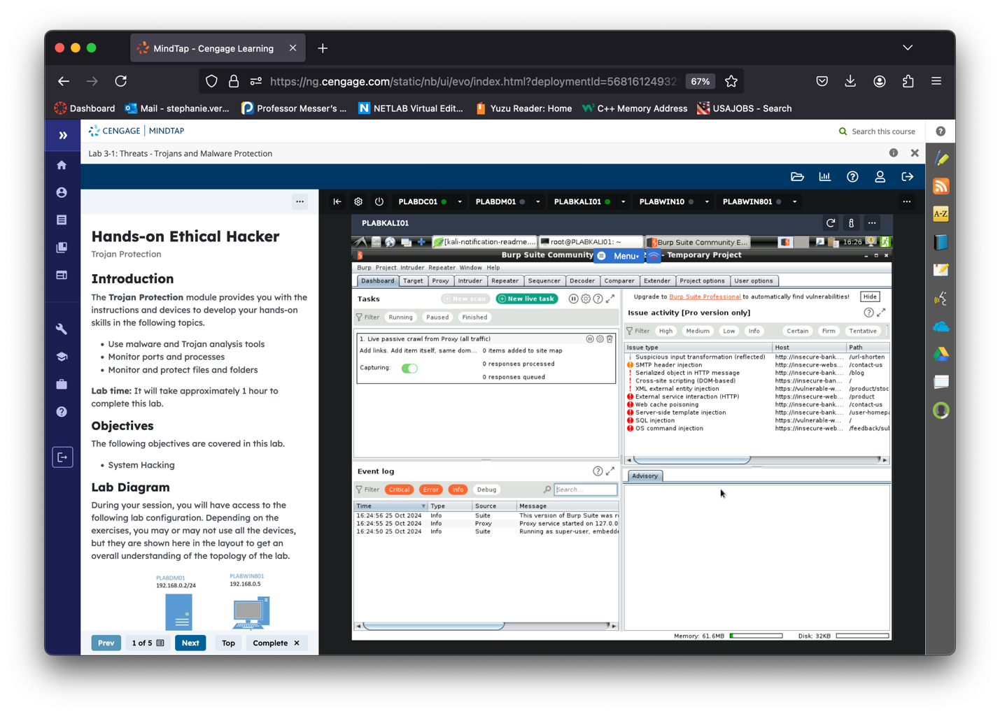 MindTap - Cengage Learning
https://ng.cengage.com/static/nb/ui/evo/index.html?deploymentId=56816124932
67%
Dashboard
Mail - stephanie.ver...
Professor Messer's ...
NETLAB Virtual Edit...
Yuzu Reader: Home
C++ Memory Address
USAJOBS - Search
CENGAGE | MINDTAP
Search this course
Lab 3-1: Threats - Trojans and Malware Protection
A-Z
Hands-on Ethical Hacker
Trojan Protection
Introduction
The Trojan Protection module provides you with the
instructions and devices to develop your hands-on
skills in the following topics.
• Use malware and Trojan analysis tools
• Monitor ports and processes
• Monitor and protect files and folders
Lab time: It will take approximately 1 hour to
complete this lab.
Objectives
The following objectives are covered in this lab.
• System Hacking
Lab Diagram
During your session, you will have access to the
following lab configuration. Depending on the
exercises, you may or may not use all the devices,
but they are shown here in the layout to get an
overall understanding of the topology of the lab.
PLABDM01
192.168.0.2/24
PLABWIN801
192.168.0.5
Prev
1 of 5
Next
Top
Complete
PLABDC01
PLABDM01
PLABKALI01
PLABWIN10
PLABWIN801
PLABKALI01
[kali-notification-readme....
root@PLABKALI01: ~
Burp Suite Community E...
16:26
Burp Suite Community
Menu
- Temporary Project
Burp Project Intruder Repeater Window Help
Dashboard Target Proxy Intruder Repeater Sequencer Decoder Comparer Extender Project options User options
Tasks
New scan
New live task
Filter Running Paused Finished
1. Live passive crawl from Proxy (all traffic)
Add links. Add item itself, same dom... 0 items added to site map
0 responses processed
Capturing:
0 responses queued
Event log
Filter Critical Error Info Debug Search...
Time Type Source Message
16:24:56 25 Oct 2024 Info Suite This version of Burp Suite was r
16:24:55 25 Oct 2024 Info Proxy Proxy service started on 127.0.0
16:24:50 25 Oct 2024 Info Suite Running as super-user, embedde
Upgrade to Burp Suite Professional to automatically find vulnerabilities! Hide
Issue activity [Pro version only]
Filter High Medium Low Info Certain Firm Tentative
Issue type Host Path
Suspicious input transformation (reflected) http://insecure-bank... /url-shorten
SMTP header injection http://insecure-webs... /contact-us
Serialized object in HTTP message http://insecure-bank... /blog
Cross-site scripting (DOM-based) https://insecure-ban... /
XML external entity injection https://vulnerable-w... /product/stoc
External service interaction (HTTP) https://insecure-web... /product
Web cache poisoning http://insecure-bank... /contact-us
Server-side template injection http://insecure-bank... /user-homepa
SQL injection https://vulnerable-w... /
OS command injection https://insecure-web... /feedback/sub
Advisory
Memory: 61.6MB
Disk: 32KB